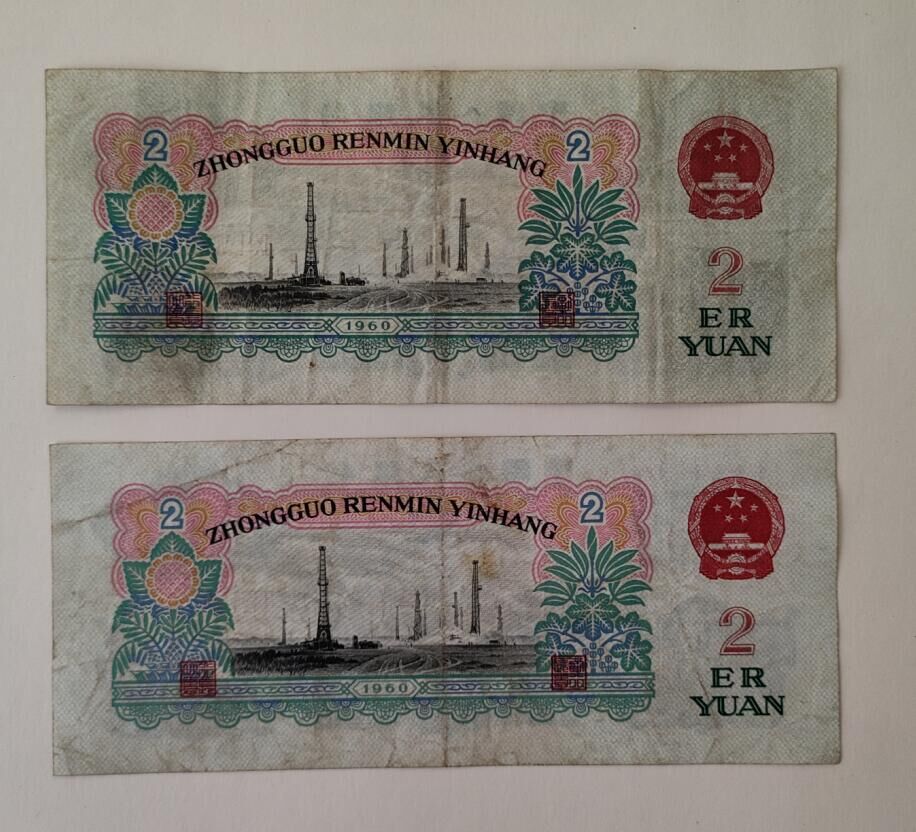 2 2
ZHONGGUO RENMIN YINHANG
1960
2
ER
YUAN
2 2
ZHONGGUO RENMIN YINHANG
1960
2
ER
YUAN